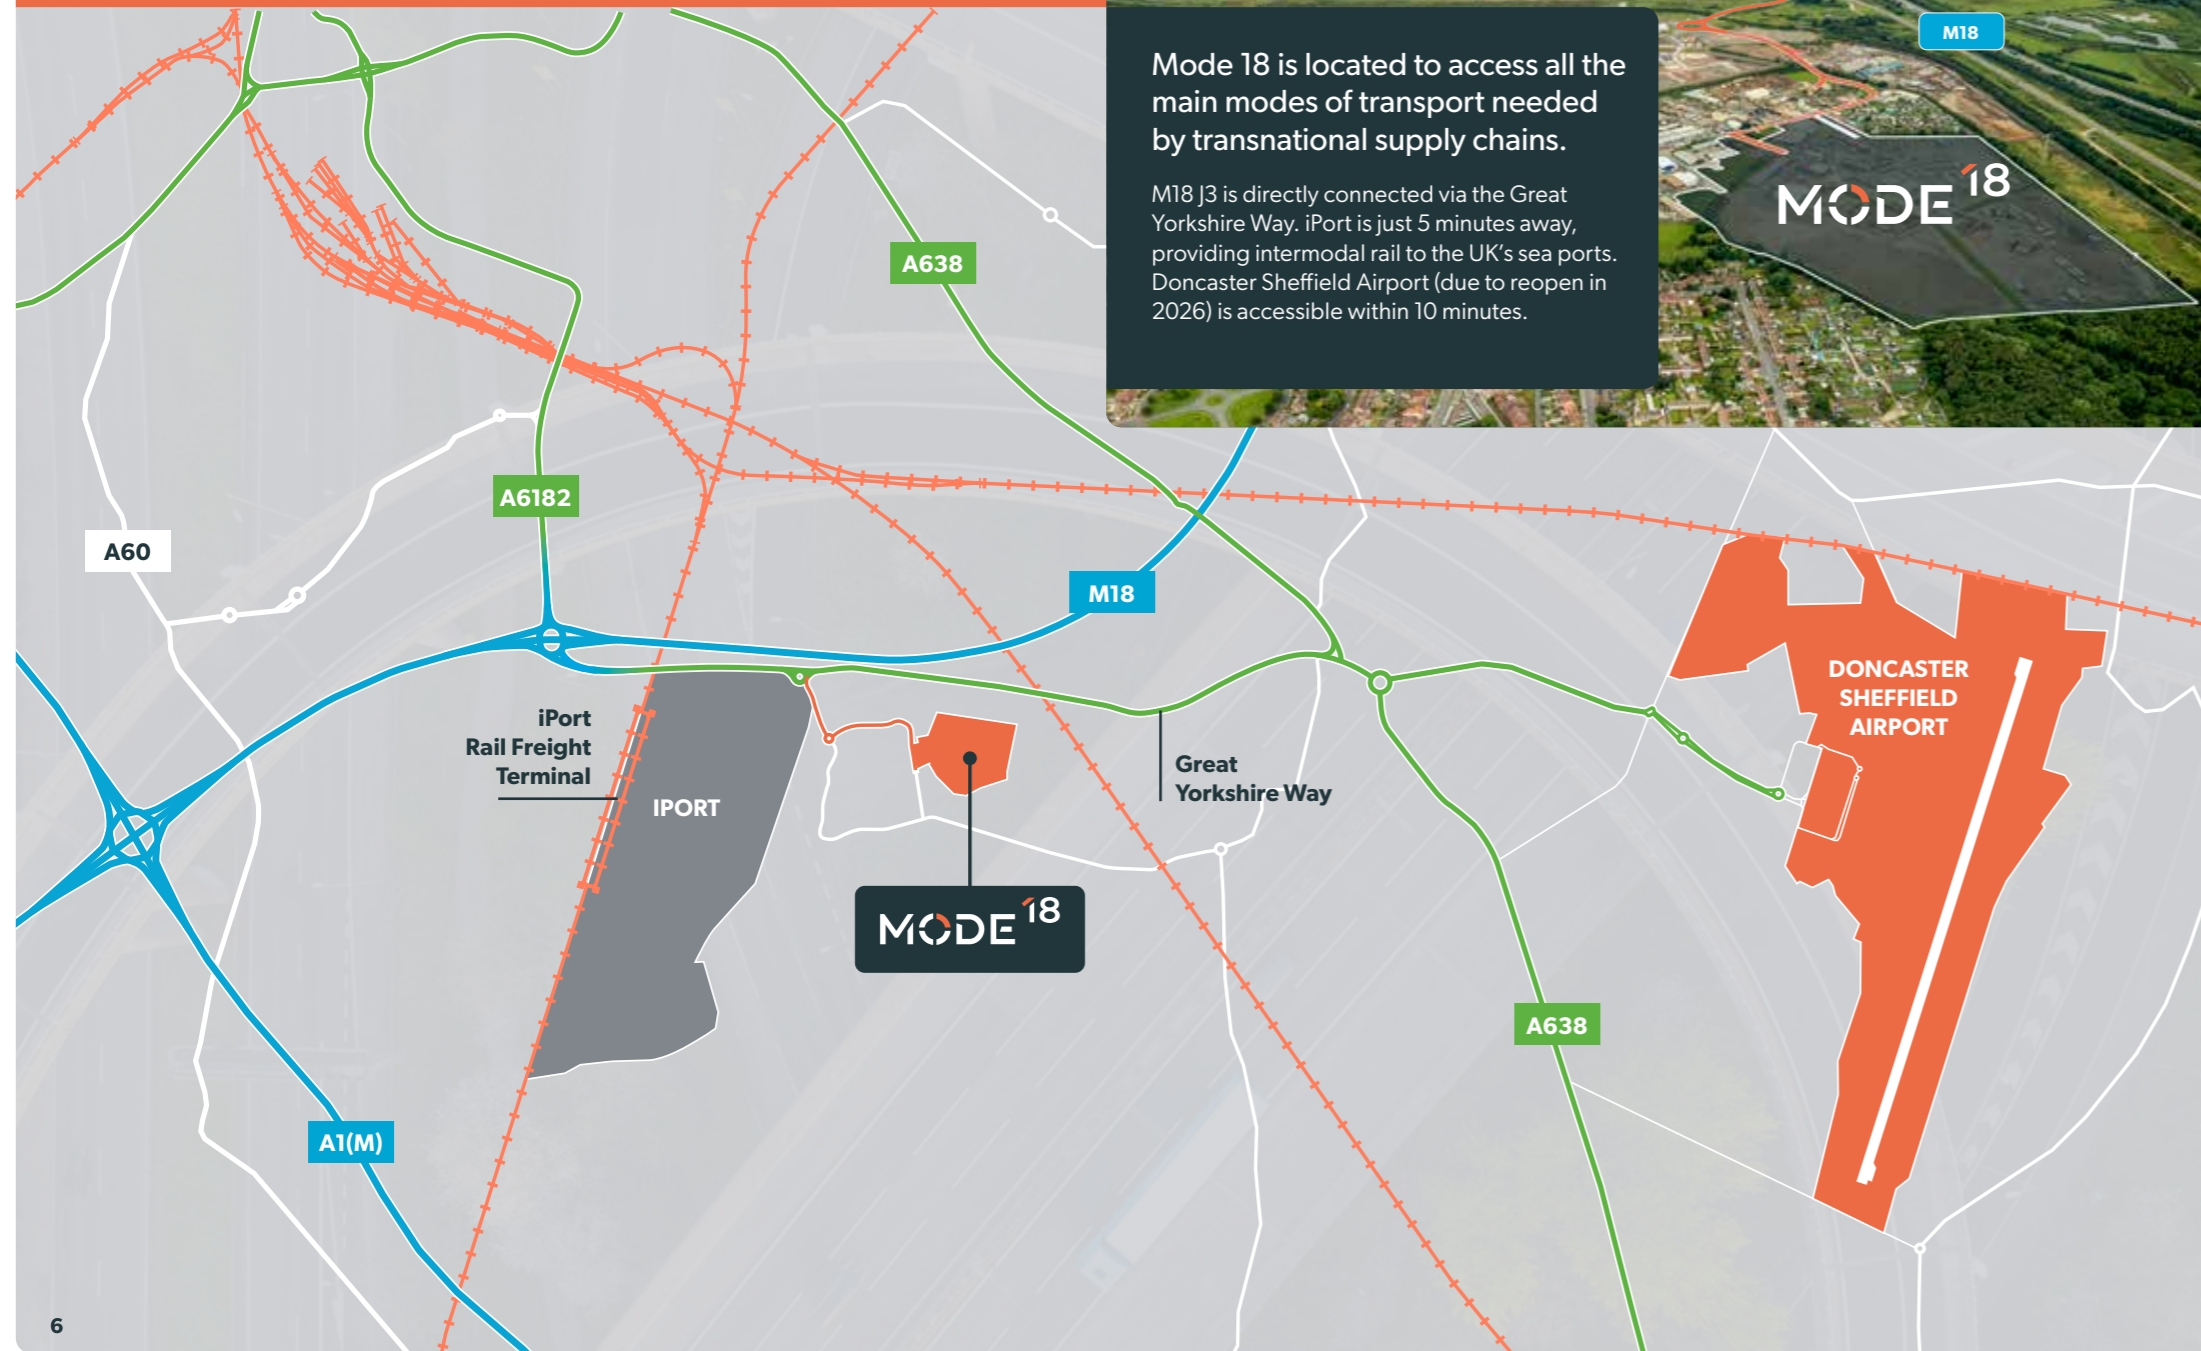 Mode 18 is located to access all the
main modes of transport needed
by transnational supply chains.
M18 J3 is directly connected via the Great
Yorkshire Way. iPort is just 5 minutes away,
providing intermodal rail to the UK's sea ports.
Doncaster Sheffield Airport (due to reopen in
2026) is accessible within 10 minutes.
M18
MODE 18
A638
A6182
A60
M18
DONCASTER
SHEFFIELD
AIRPORT
iPort
Rail Freight
Terminal
IPORT
Great
Yorkshire Way
MODE 18
A638
A1(M)
6